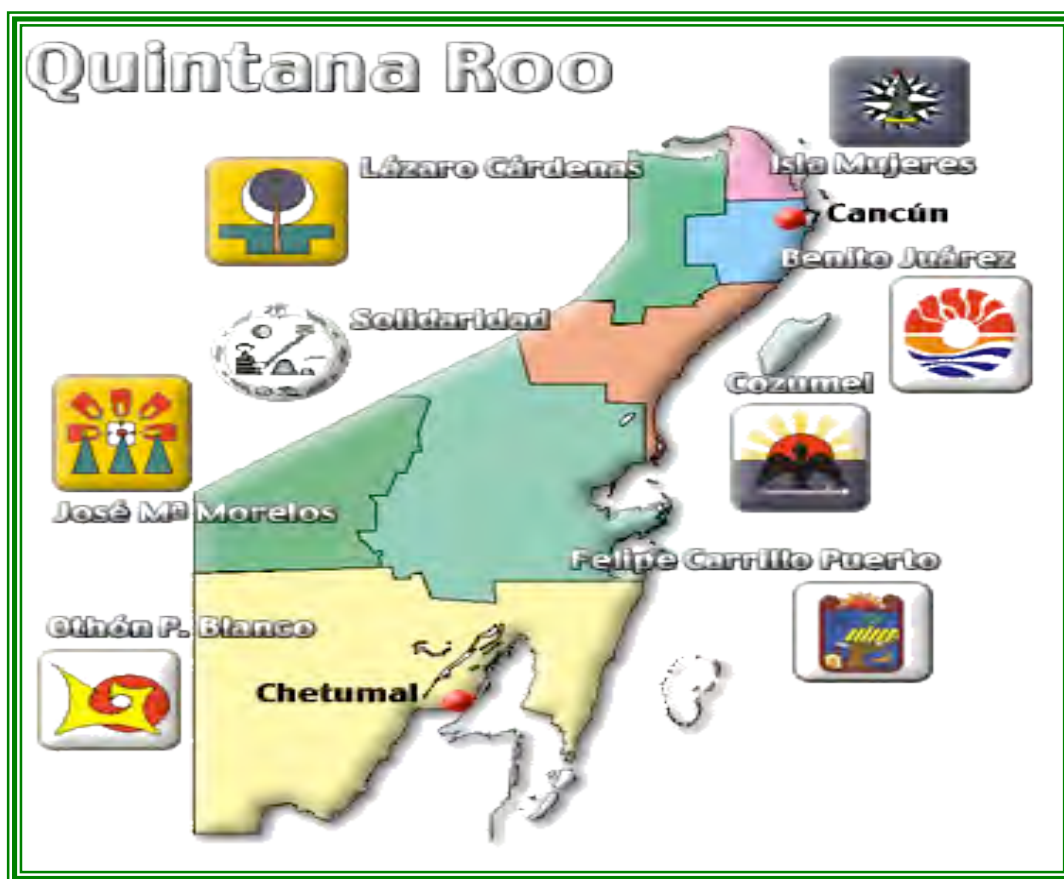 Quintana Roo
Lázaro Cárdenas
Isla Mujeres
Cancún
Benito Juárez
Solidaridad
Cozumel
José Mª Morelos
Felipe Carrillo Puerto
Othón P. Blanco
Chetumal